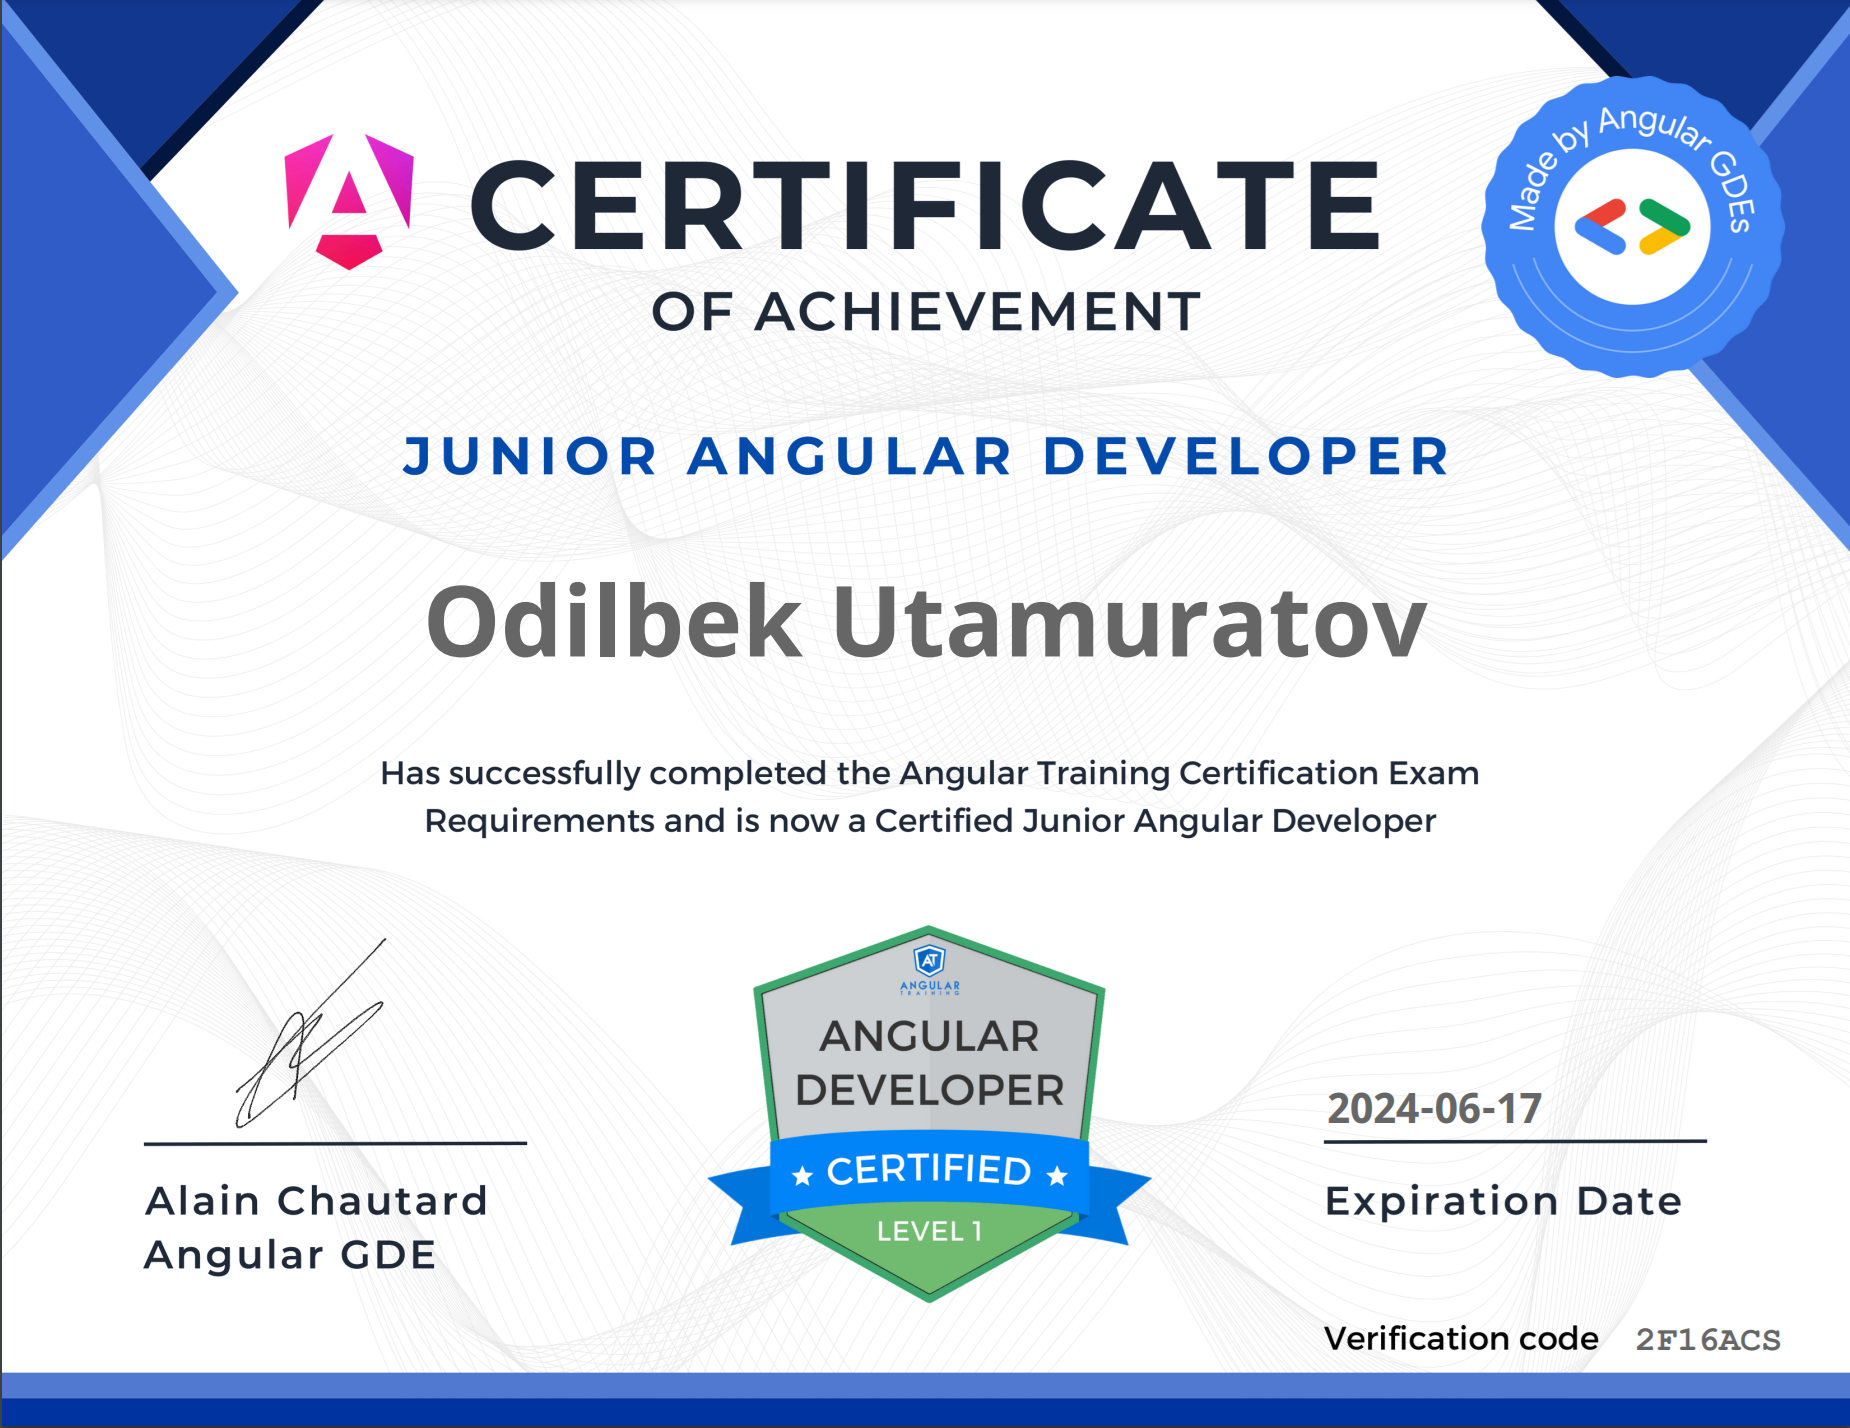 CERTIFICATE
OF ACHIEVEMENT
Made by Angular GDEs
JUNIOR ANGULAR DEVELOPER
Odilbek Utamuratov
Has successfully completed the Angular Training Certification Exam
Requirements and is now a Certified Junior Angular Developer
AT
ANGULAR
TRAINING
ANGULAR
DEVELOPER
CERTIFIED
LEVEL 1
Alain Chautard
Angular GDE
2024-06-17
Expiration Date
Verification code 2F16ACS